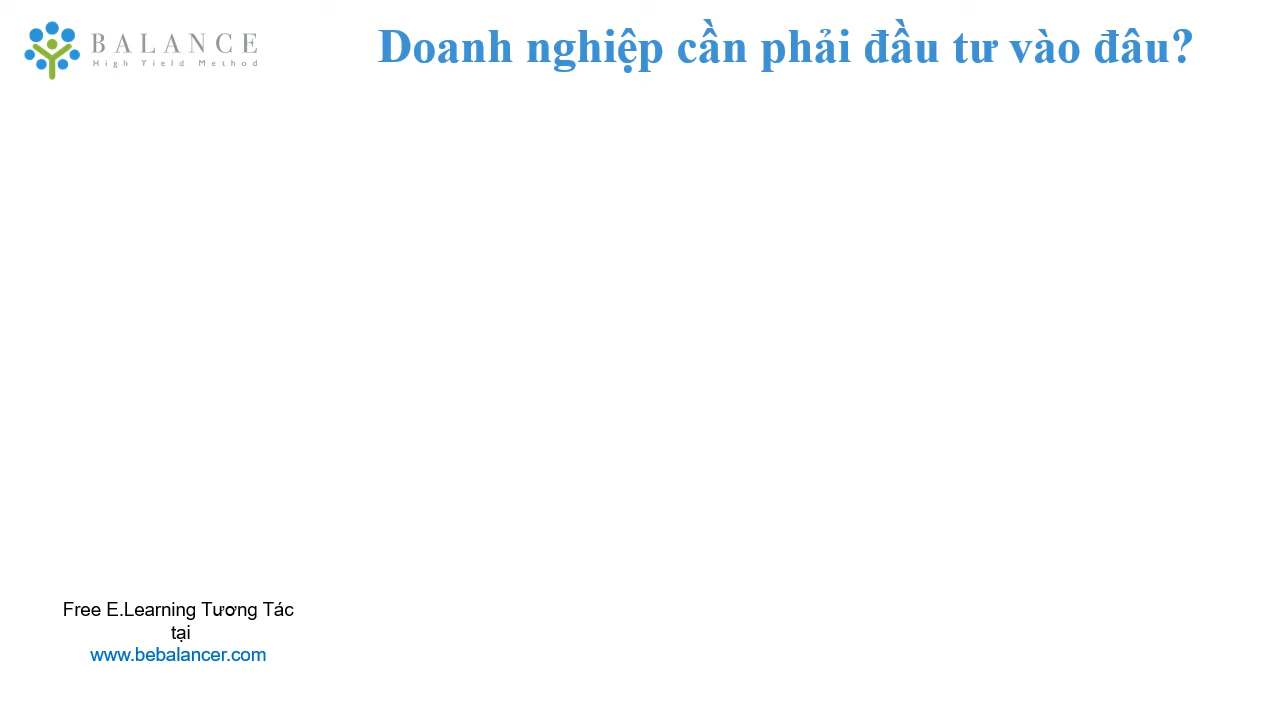 BALANCE
High Yield Method
Doanh nghiệp cần phải đầu tư vào đâu?
Free E.Learning Tương Tác
tại
www.bebalancer.com